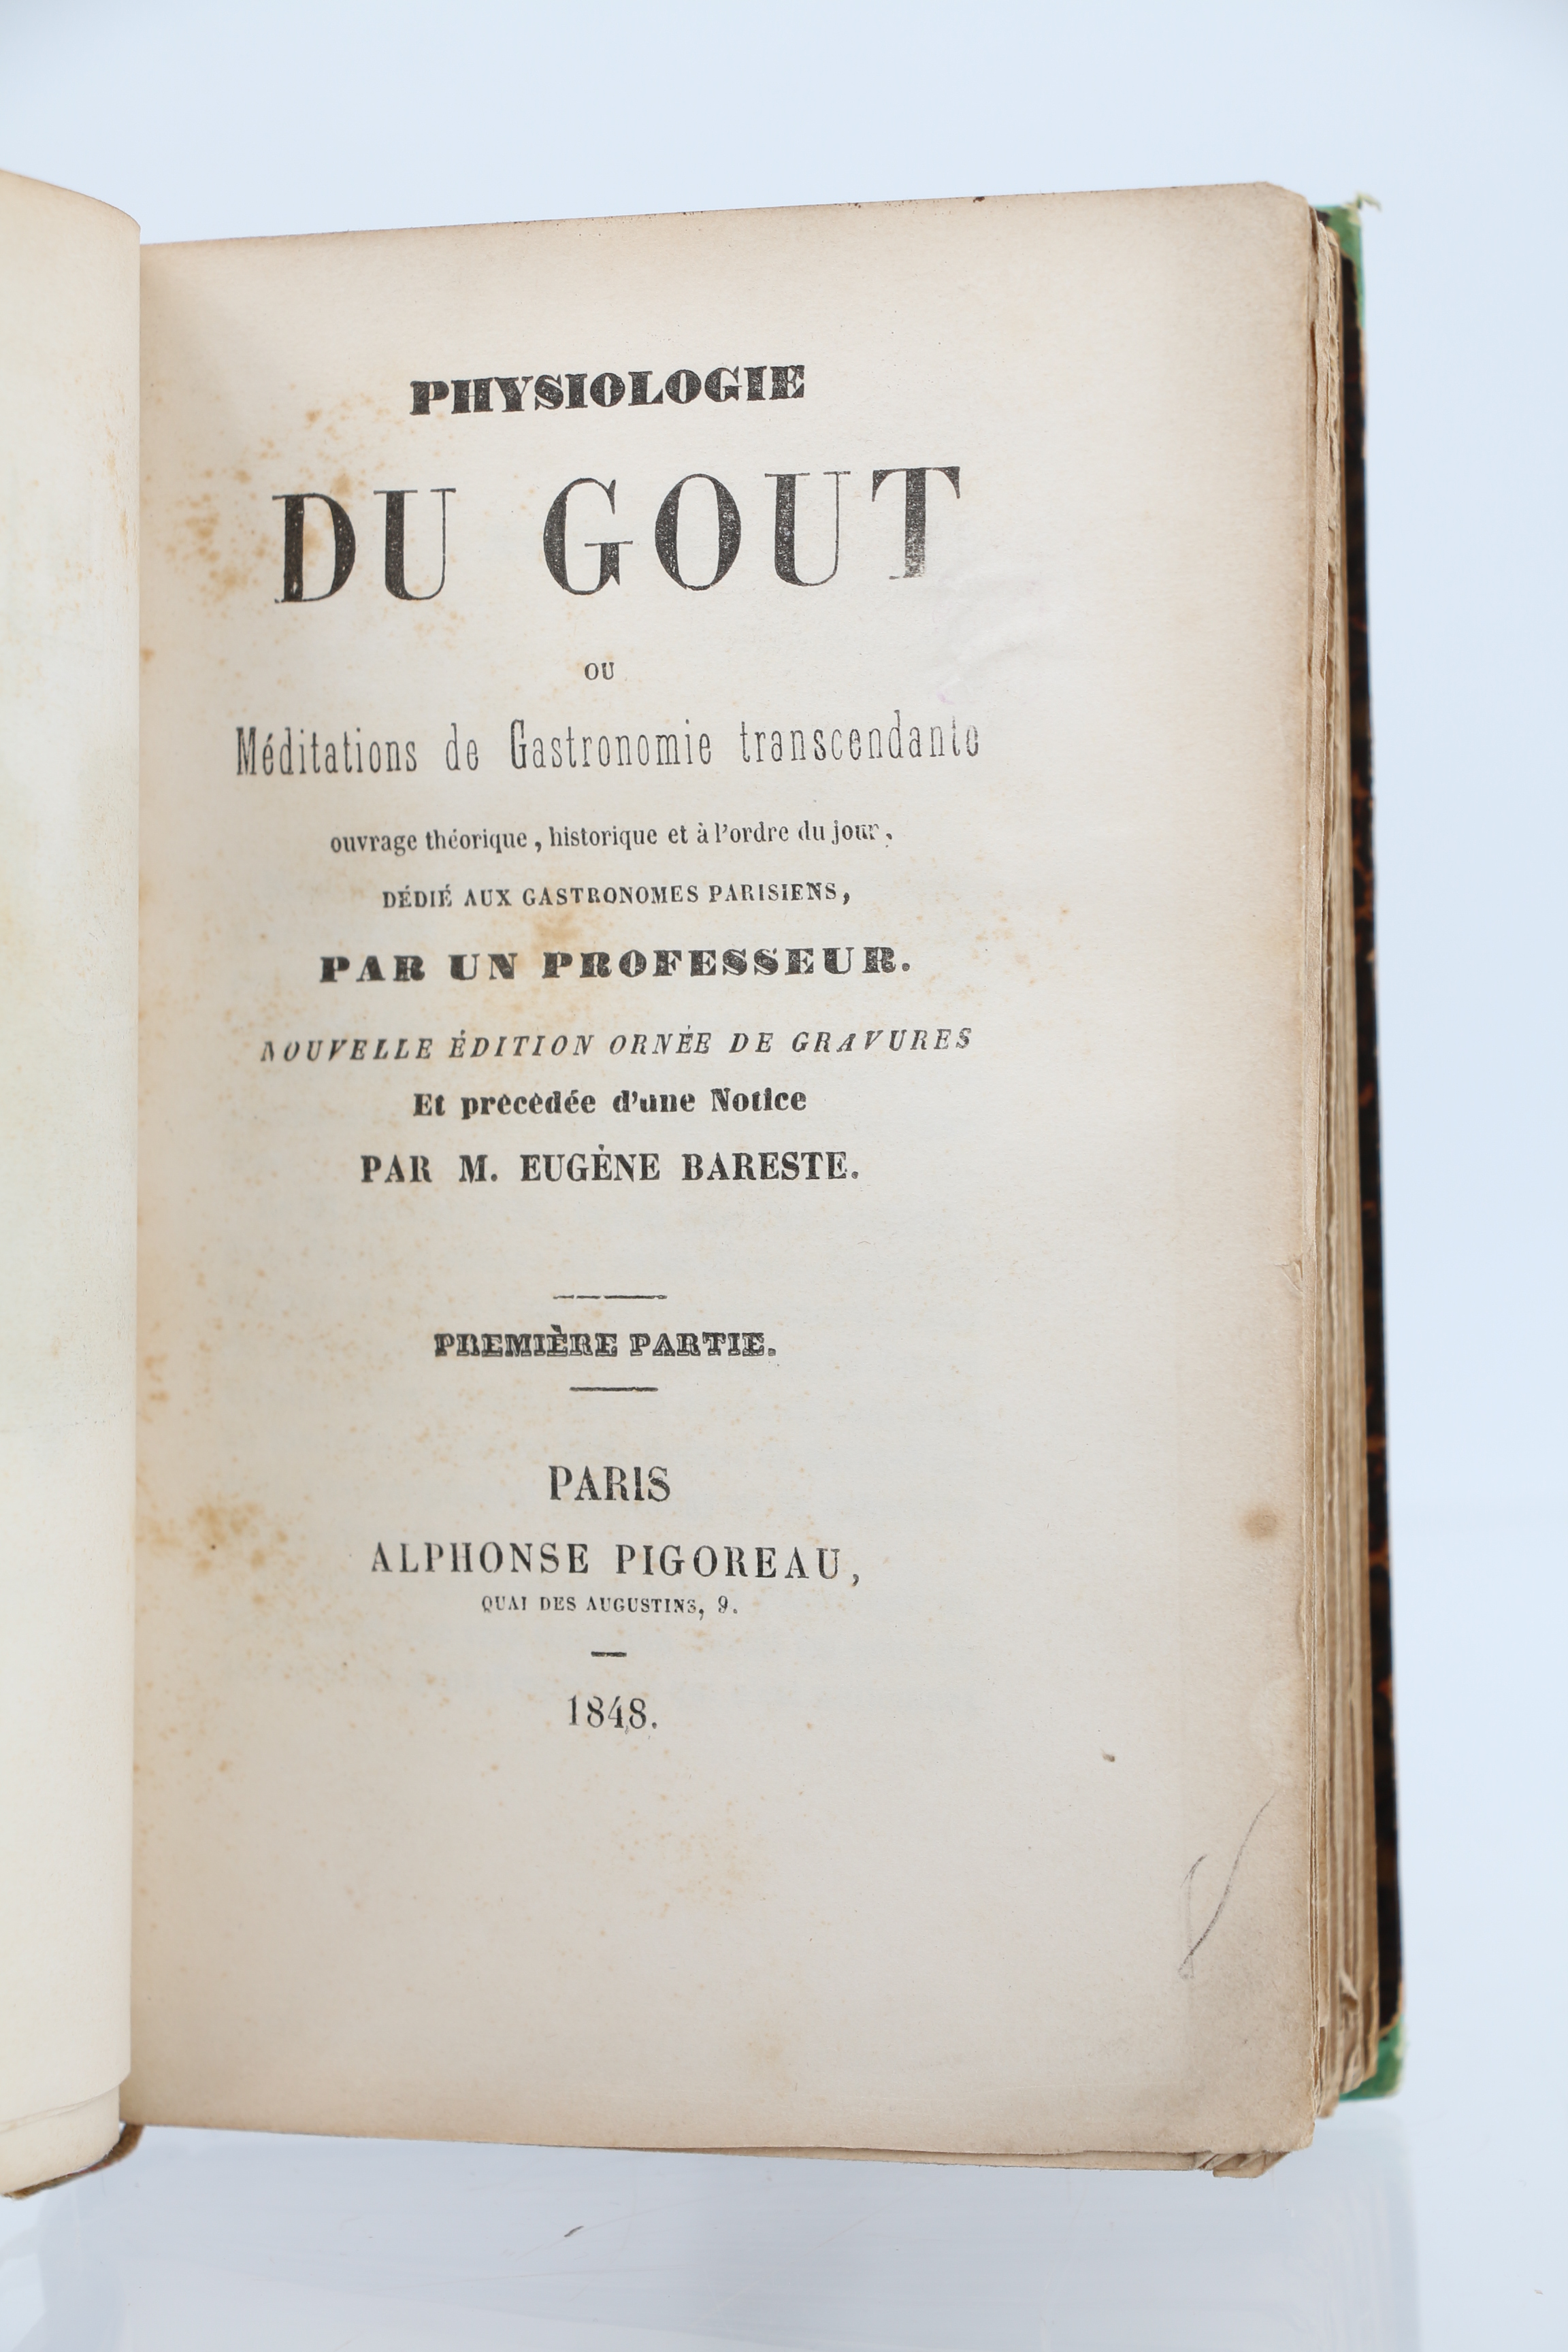 PHYSIOLOGIE
DU GOUT
OU
Méditations de Gastronomie transcendante
ouvrage théorique, historique et à l'ordre du jour,
DÉDIÉ AUX GASTRONOMES PARISIENS,
PAR UN PROFESSEUR.
NOUVELLE ÉDITION ORNÉE DE GRAVURES
Et précédée d'une Notice
PAR M. EUGÈNE BARESTE.
PREMIÈRE PARTIE.
PARIS
ALPHONSE PIGOREAU,
QUAI DES AUGUSTINS, 9.
1848.